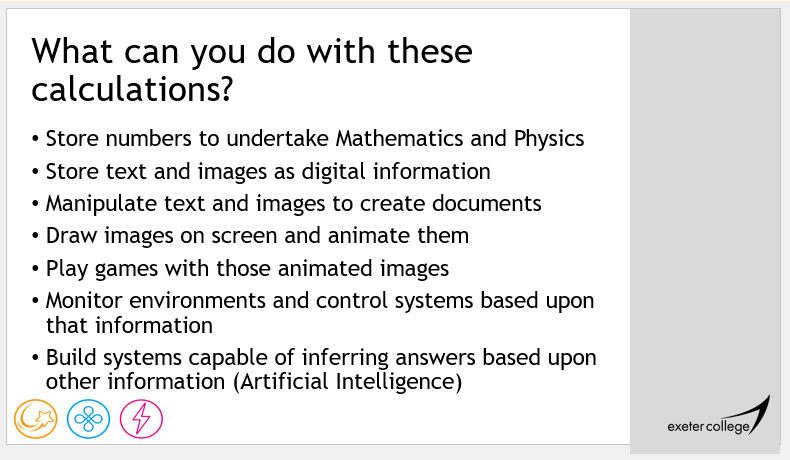 What can you do with these
calculations?
• Store numbers to undertake Mathematics and Physics
• Store text and images as digital information
• Manipulate text and images to create documents
• Draw images on screen and animate them
• Play games with those animated images
• Monitor environments and control systems based upon
that information
• Build systems capable of inferring answers based upon
other information (Artificial Intelligence)
exeter college